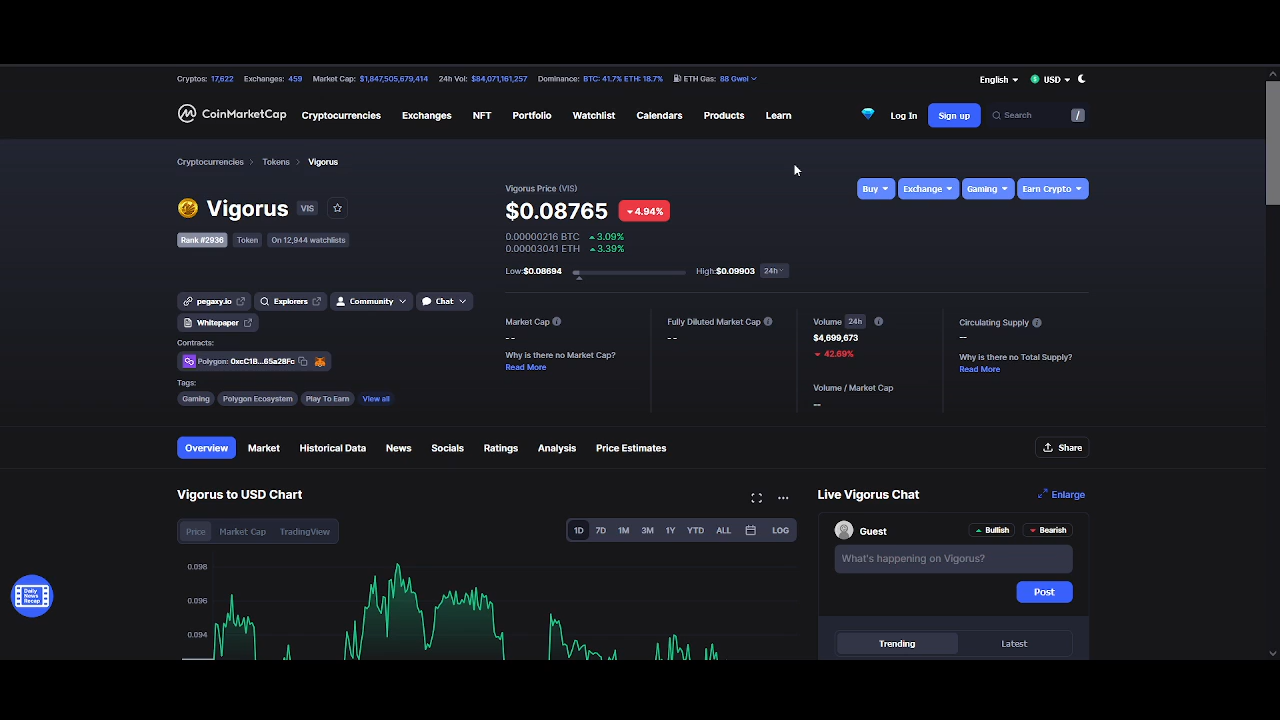 Cryptos: 17,622 Exchanges: 459 Market Cap: $1,847,505,679,414 24h Vol: $84,071,161,257 Dominance: BTC: 41.7% ETH: 18.7% ETH Gas: 88 Gwei English USD
CoinMarketCap Cryptocurrencies Exchanges NFT Portfolio Watchlist Calendars Products Learn Log In Sign up Search /
Cryptocurrencies Tokens Vigorus
Vigorus VIS
Rank #2936 Token On 12,944 watchlists
Vigorus Price (VIS)
$0.08765 4.94%
0.00000216 BTC 3.09%
0.00003041 ETH 3.39%
Low:$0.08694 High:$0.09903 24h
Buy Exchange Gaming Earn Crypto
pegaxy.io Explorers Community Chat
Whitepaper
Contracts:
Polygon: 0xcC1B...65a28Fc
Tags:
Gaming Polygon Ecosystem Play To Earn View all
Market Cap
--
Why is there no Market Cap?
Read More
Fully Diluted Market Cap
--
Volume 24h
$4,699,673
42.69%
Volume / Market Cap
--
Circulating Supply
--
Why is there no Total Supply?
Read More
Overview Market Historical Data News Socials Ratings Analysis Price Estimates Share
Vigorus to USD Chart
Price Market Cap TradingView 1D 7D 1M 3M 1Y YTD ALL LOG
0.098
0.096
0.094
Live Vigorus Chat Enlarge
Guest Bullish Bearish
What's happening on Vigorus?
Post
Trending Latest
Daily
News
Recap